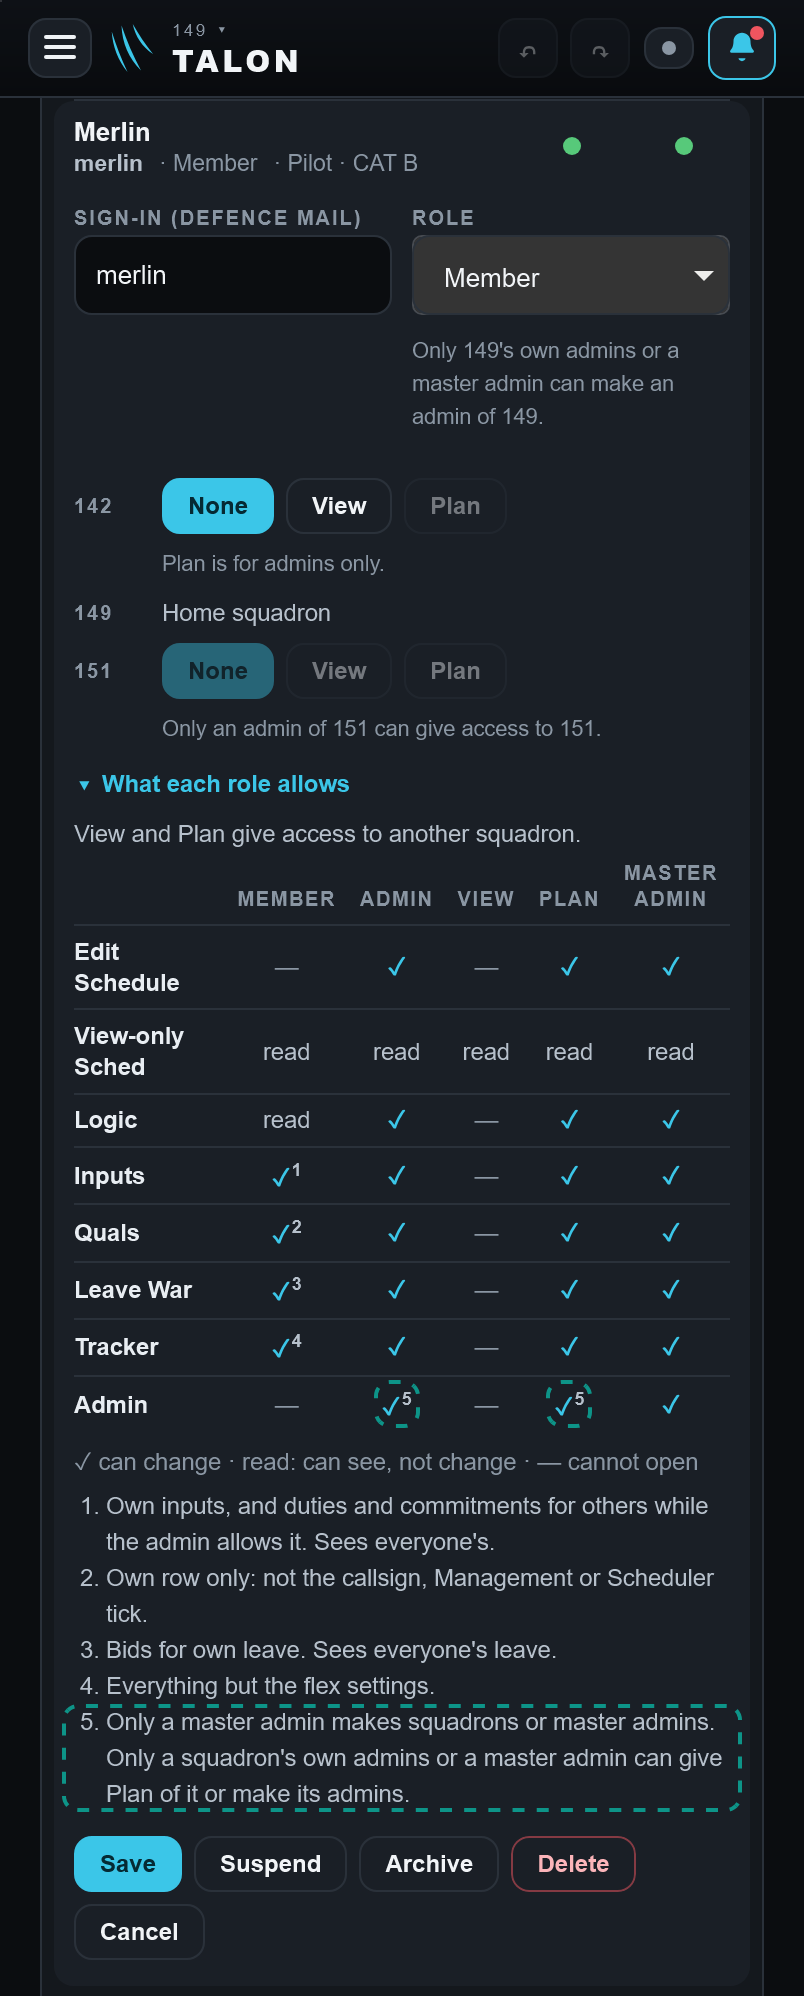 149 ▾
TALON
Merlin
merlin · Member · Pilot · CAT B
SIGN-IN (DEFENCE MAIL) ROLE
merlin Member
Only 149's own admins or a
master admin can make an
admin of 149.
142 None View Plan
Plan is for admins only.
149 Home squadron
151 None View Plan
Only an admin of 151 can give access to 151.
▾ What each role allows
View and Plan give access to another squadron.
MASTER
MEMBER ADMIN VIEW PLAN ADMIN
Edit
Schedule — ✓ — ✓ ✓
View-only
Sched read read read read read
Logic read ✓ — ✓ ✓
Inputs ✓1 ✓ — ✓ ✓
Quals ✓2 ✓ — ✓ ✓
Leave War ✓3 ✓ — ✓ ✓
Tracker ✓4 ✓ — ✓ ✓
Admin — ✓5 — ✓5 ✓
✓ can change · read: can see, not change · — cannot open
1. Own inputs, and duties and commitments for others while
the admin allows it. Sees everyone's.
2. Own row only: not the callsign, Management or Scheduler
tick.
3. Bids for own leave. Sees everyone's leave.
4. Everything but the flex settings.
5. Only a master admin makes squadrons or master admins.
Only a squadron's own admins or a master admin can give
Plan of it or make its admins.
Save Suspend Archive Delete
Cancel